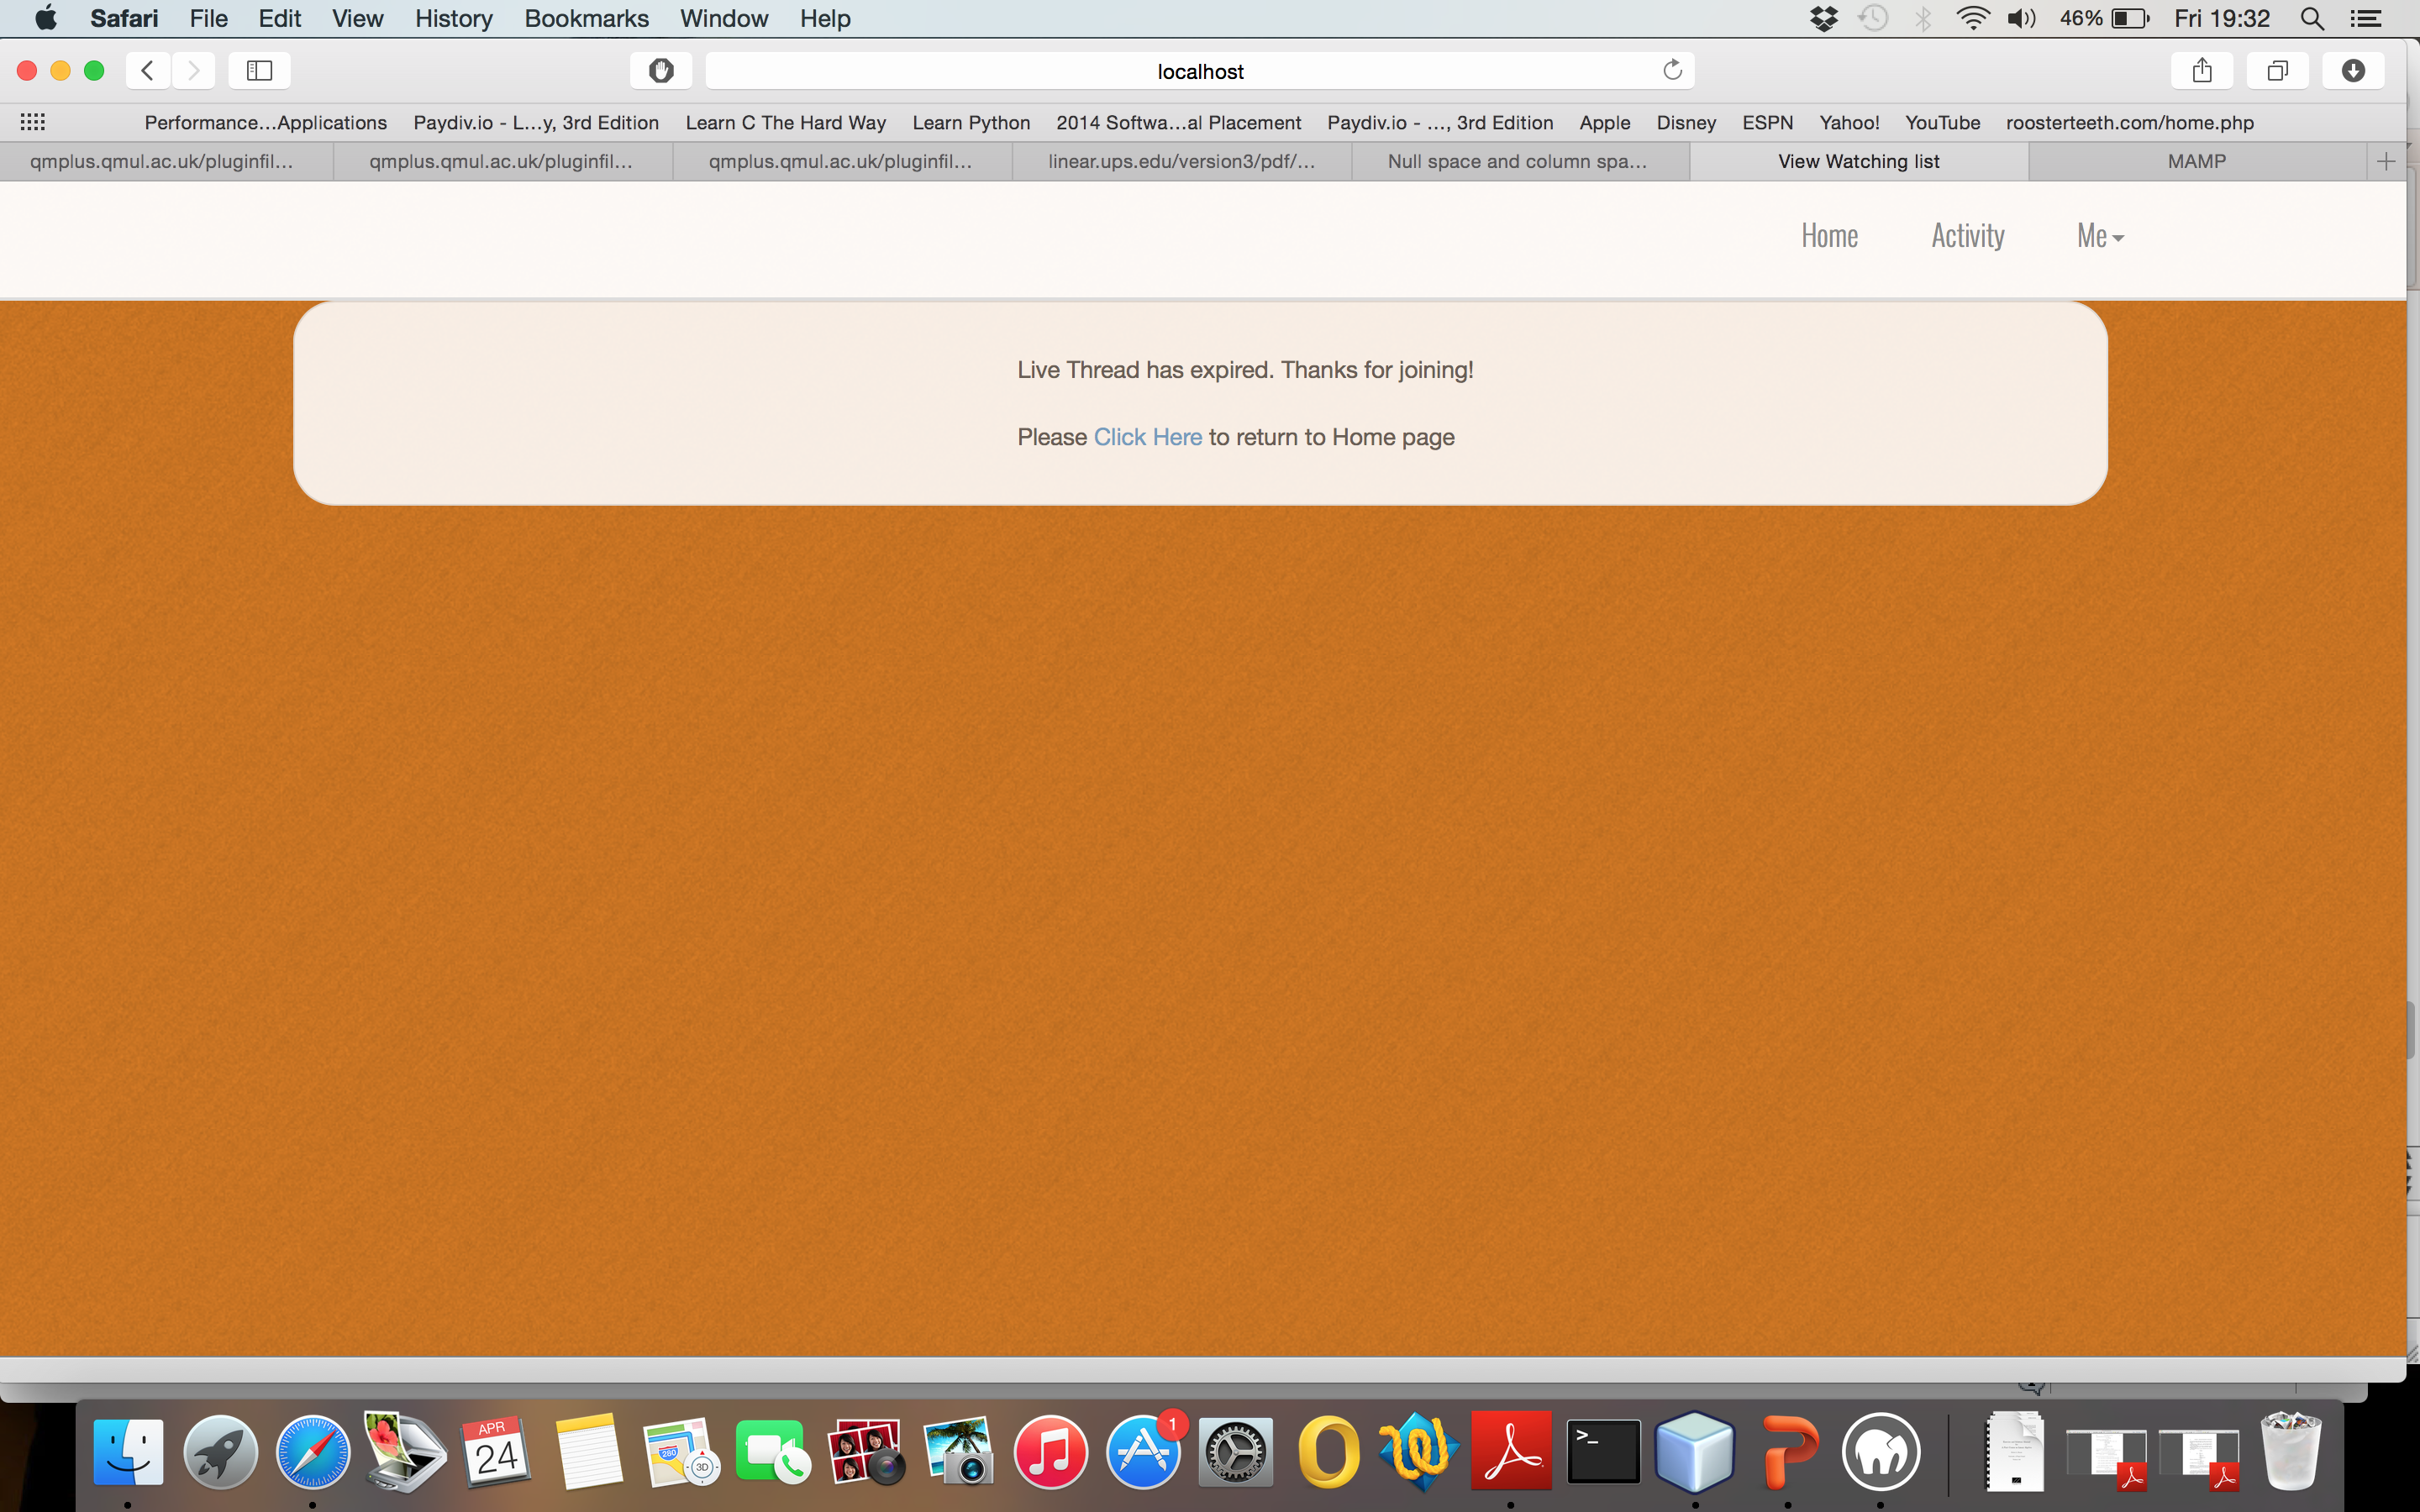 Safari File Edit View History Bookmarks Window Help 46% Fri 19:32
localhost
Performance...Applications Paydiv.io - L...y, 3rd Edition Learn C The Hard Way Learn Python 2014 Softwa...al Placement Paydiv.io - ..., 3rd Edition Apple Disney ESPN Yahoo! YouTube roosterteeth.com/home.php
qmplus.qmul.ac.uk/pluginfil... qmplus.qmul.ac.uk/pluginfil... qmplus.qmul.ac.uk/pluginfil... linear.ups.edu/version3/pdf/... Null space and column spa... View Watching list MAMP
Home Activity Me
Live Thread has expired. Thanks for joining!
Please Click Here to return to Home page
APR
24
280
3D
1
>_